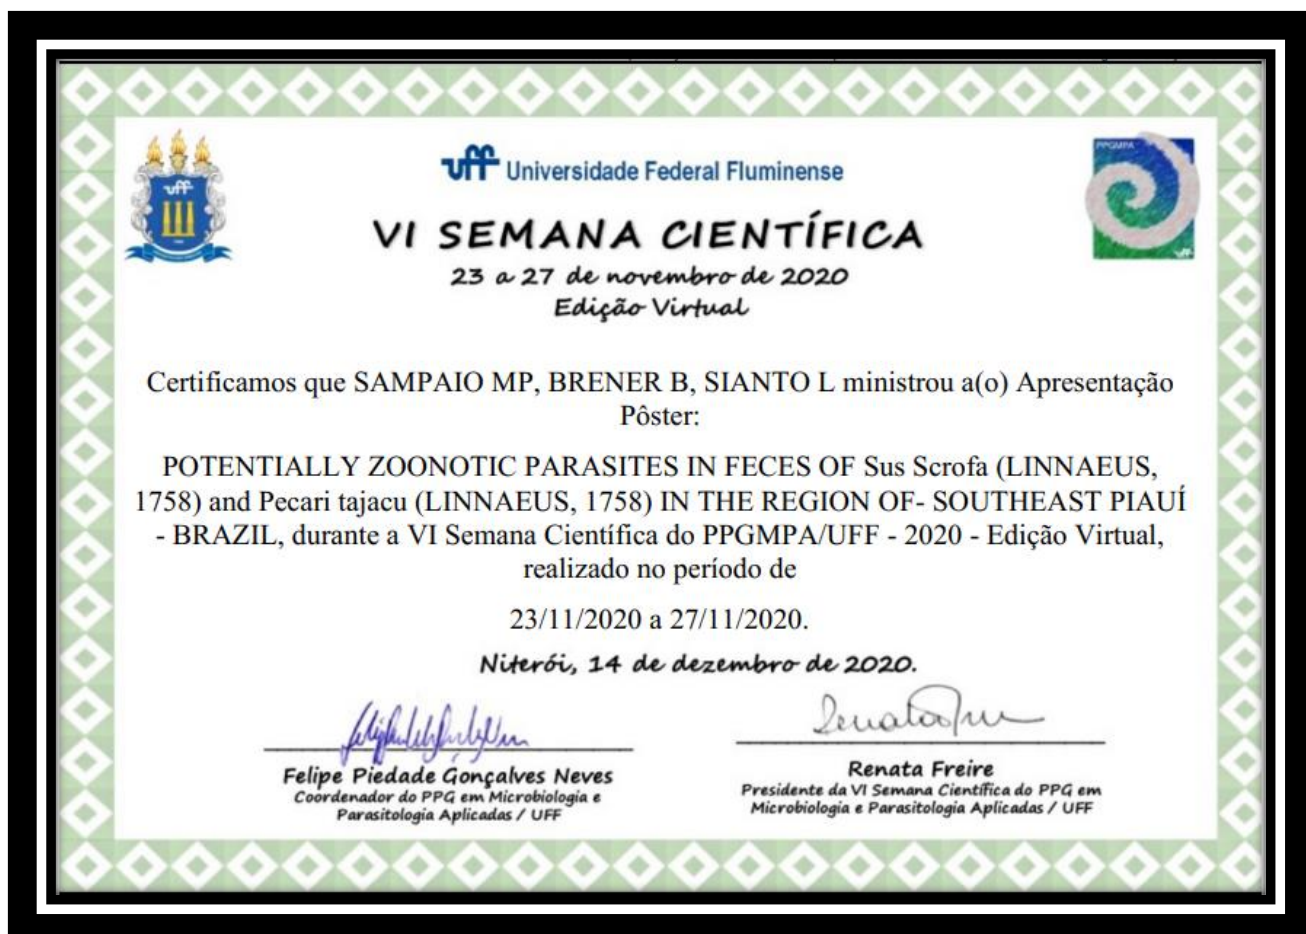 uff Universidade Federal Fluminense
uff
PPGMPA
uff
VI SEMANA CIENTÍFICA
23 a 27 de novembro de 2020
Edição Virtual
Certificamos que SAMPAIO MP, BRENER B, SIANTO L ministrou a(o) Apresentação
Pôster:
POTENTIALLY ZOONOTIC PARASITES IN FECES OF Sus Scrofa (LINNAEUS,
1758) and Pecari tajacu (LINNAEUS, 1758) IN THE REGION OF- SOUTHEAST PIAUÍ
- BRAZIL, durante a VI Semana Científica do PPGMPA/UFF - 2020 - Edição Virtual,
realizado no período de
23/11/2020 a 27/11/2020.
Niterói, 14 de dezembro de 2020.
Felipe Piedade Gonçalves Neves
Coordenador do PPG em Microbiologia e
Parasitologia Aplicadas / UFF
Renata Freire
Presidente da VI Semana Científica do PPG em
Microbiologia e Parasitologia Aplicadas / UFF